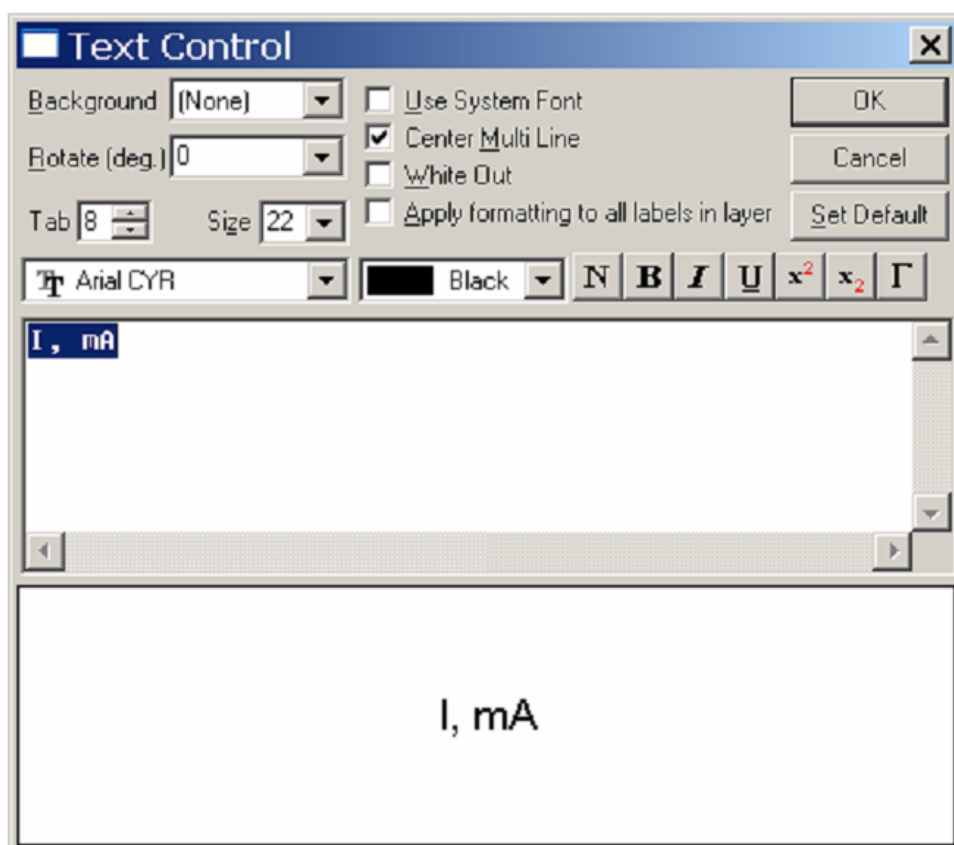 Text Control
Background (None) Use System Font OK
Center Multi Line
Rotate (deg.) 0 Cancel
White Out
Tab 8 Size 22 Apply formatting to all labels in layer Set Default
Arial CYR Black N B I U x² x₂ Γ
I, mA
I, mA